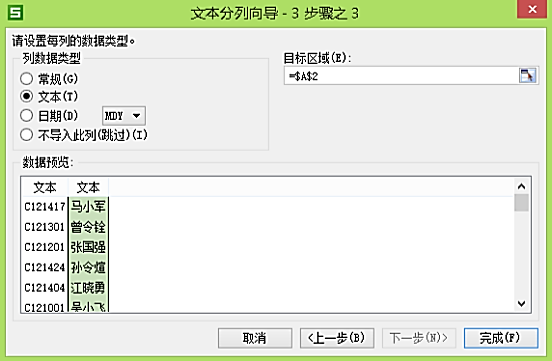 S
文本分列向导 - 3 步骤之 3
请设置每列的数据类型。
列数据类型
常规(G)
文本(T)
日期(D) MDY
不导入此列(跳过)(I)
目标区域(E):
=$A$2
数据预览:
文本 文本
C121417 马小军
C121301 曾令铨
C121201 张国强
C121424 孙令煊
C121404 江晓勇
C121001 吴小飞
取消 <上一步(B) 下一步(N)> 完成(F)